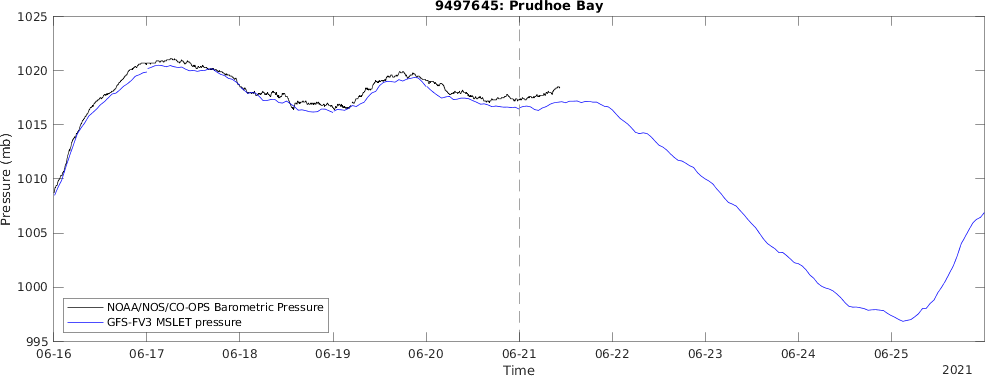 9497645: Prudhoe Bay
1025
1020
1015
1010
1005
1000
995
Pressure (mb)
NOAA/NOS/CO-OPS Barometric Pressure
GFS-FV3 MSLET pressure
06-16 06-17 06-18 06-19 06-20 06-21 06-22 06-23 06-24 06-25
Time
2021